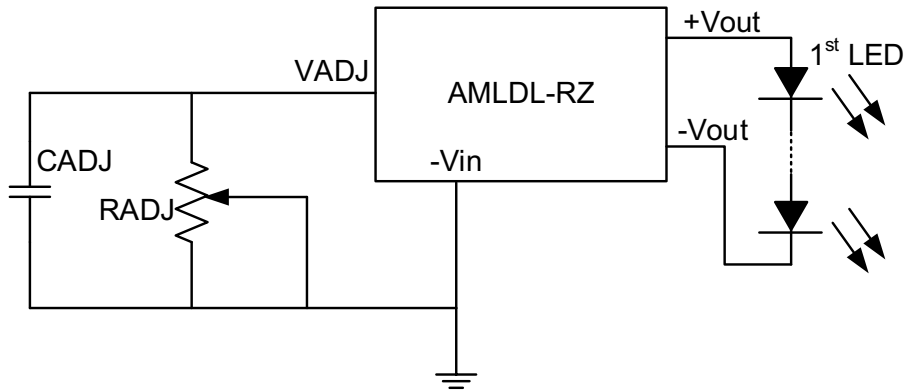 +Vout
1st LED
VADJ
AMLDL-RZ
-Vout
-Vin
CADJ
RADJ